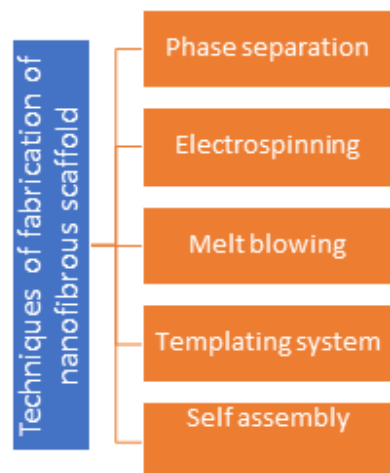 Techniques of fabrication of
nanofibrous scaffold
Phase separation
Electrospinning
Melt blowing
Templating system
Self assembly